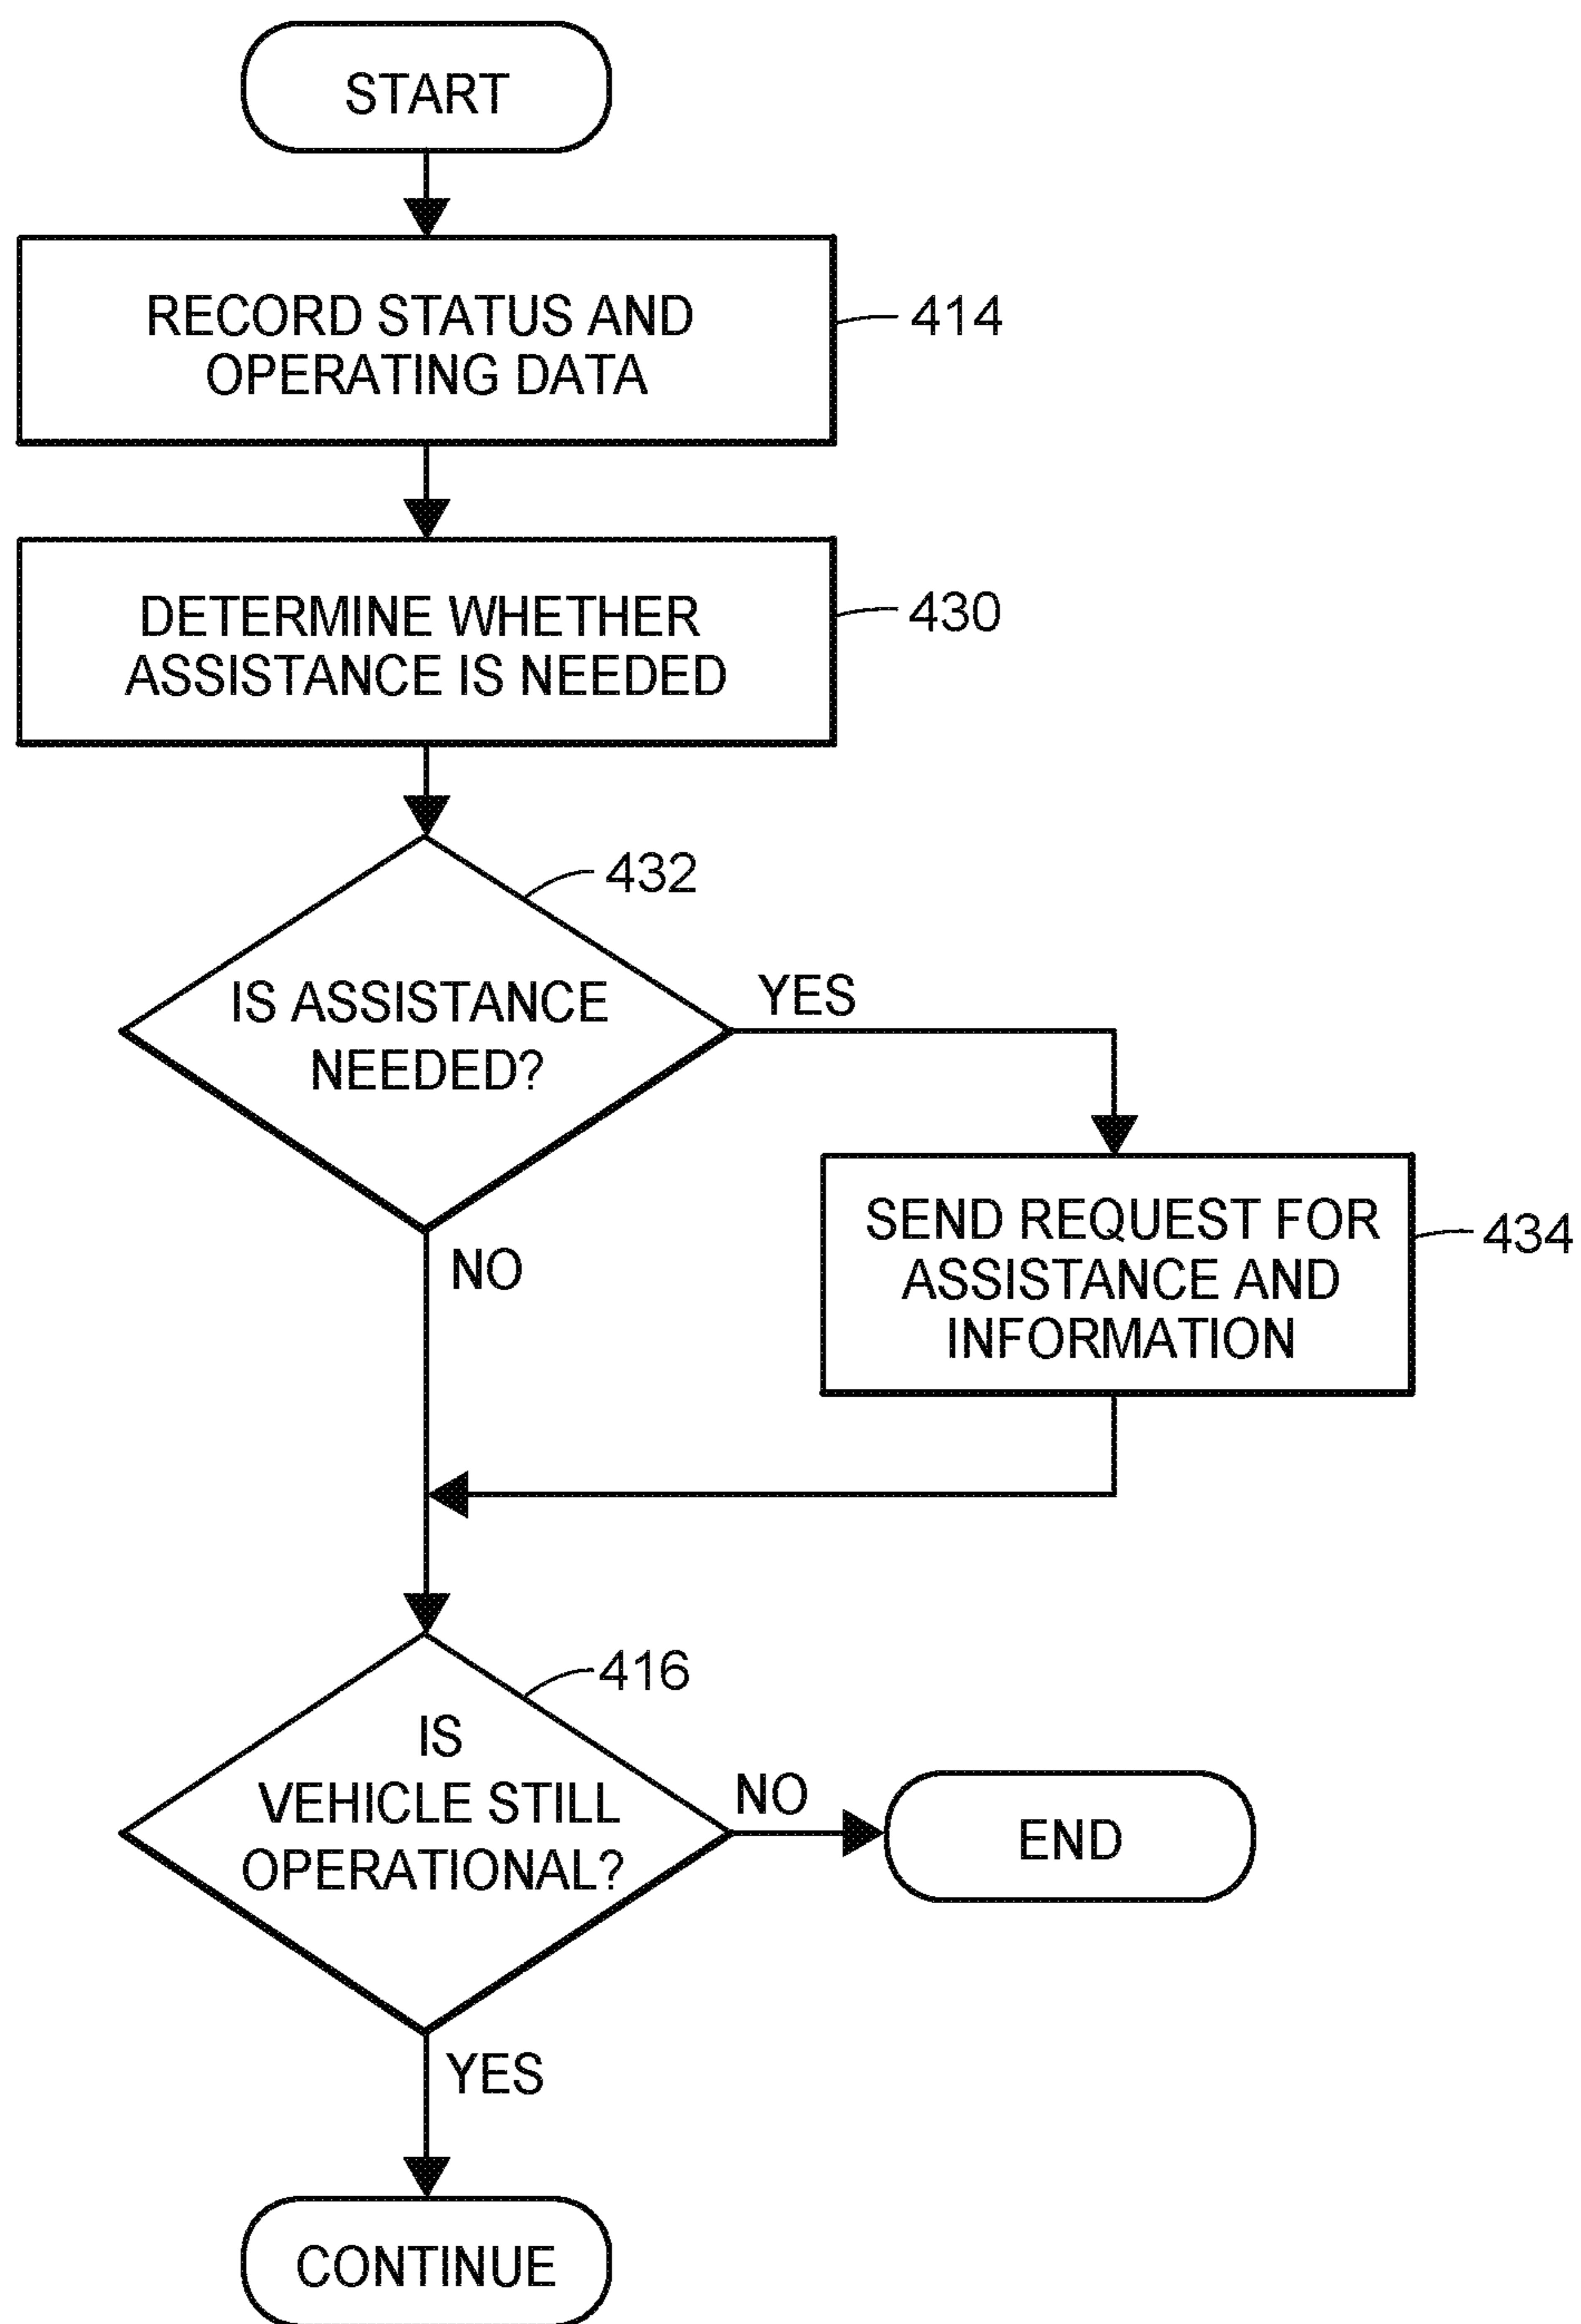 START
RECORD STATUS AND
OPERATING DATA
414
DETERMINE WHETHER
ASSISTANCE IS NEEDED
430
432
IS ASSISTANCE
NEEDED?
YES
NO
SEND REQUEST FOR
ASSISTANCE AND
INFORMATION
434
416
IS
VEHICLE STILL
OPERATIONAL?
NO
END
YES
CONTINUE